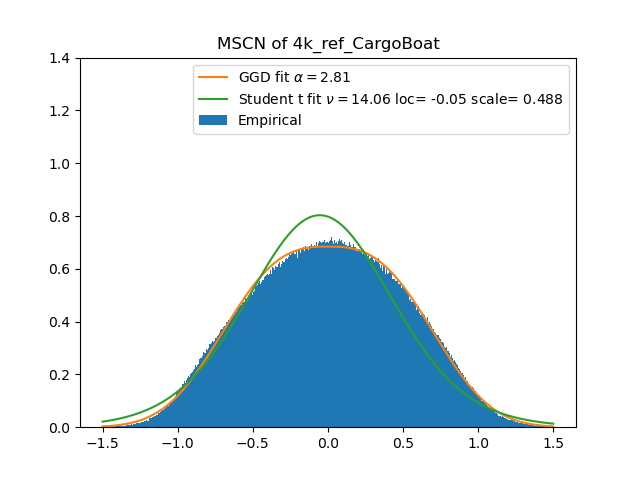 MSCN of 4k_ref_CargoBoat
GGD fit α = 2.81
Student t fit ν = 14.06 loc= -0.05 scale= 0.488
Empirical
1.4
1.2
1.0
0.8
0.6
0.4
0.2
0.0
−1.5 −1.0 −0.5 0.0 0.5 1.0 1.5